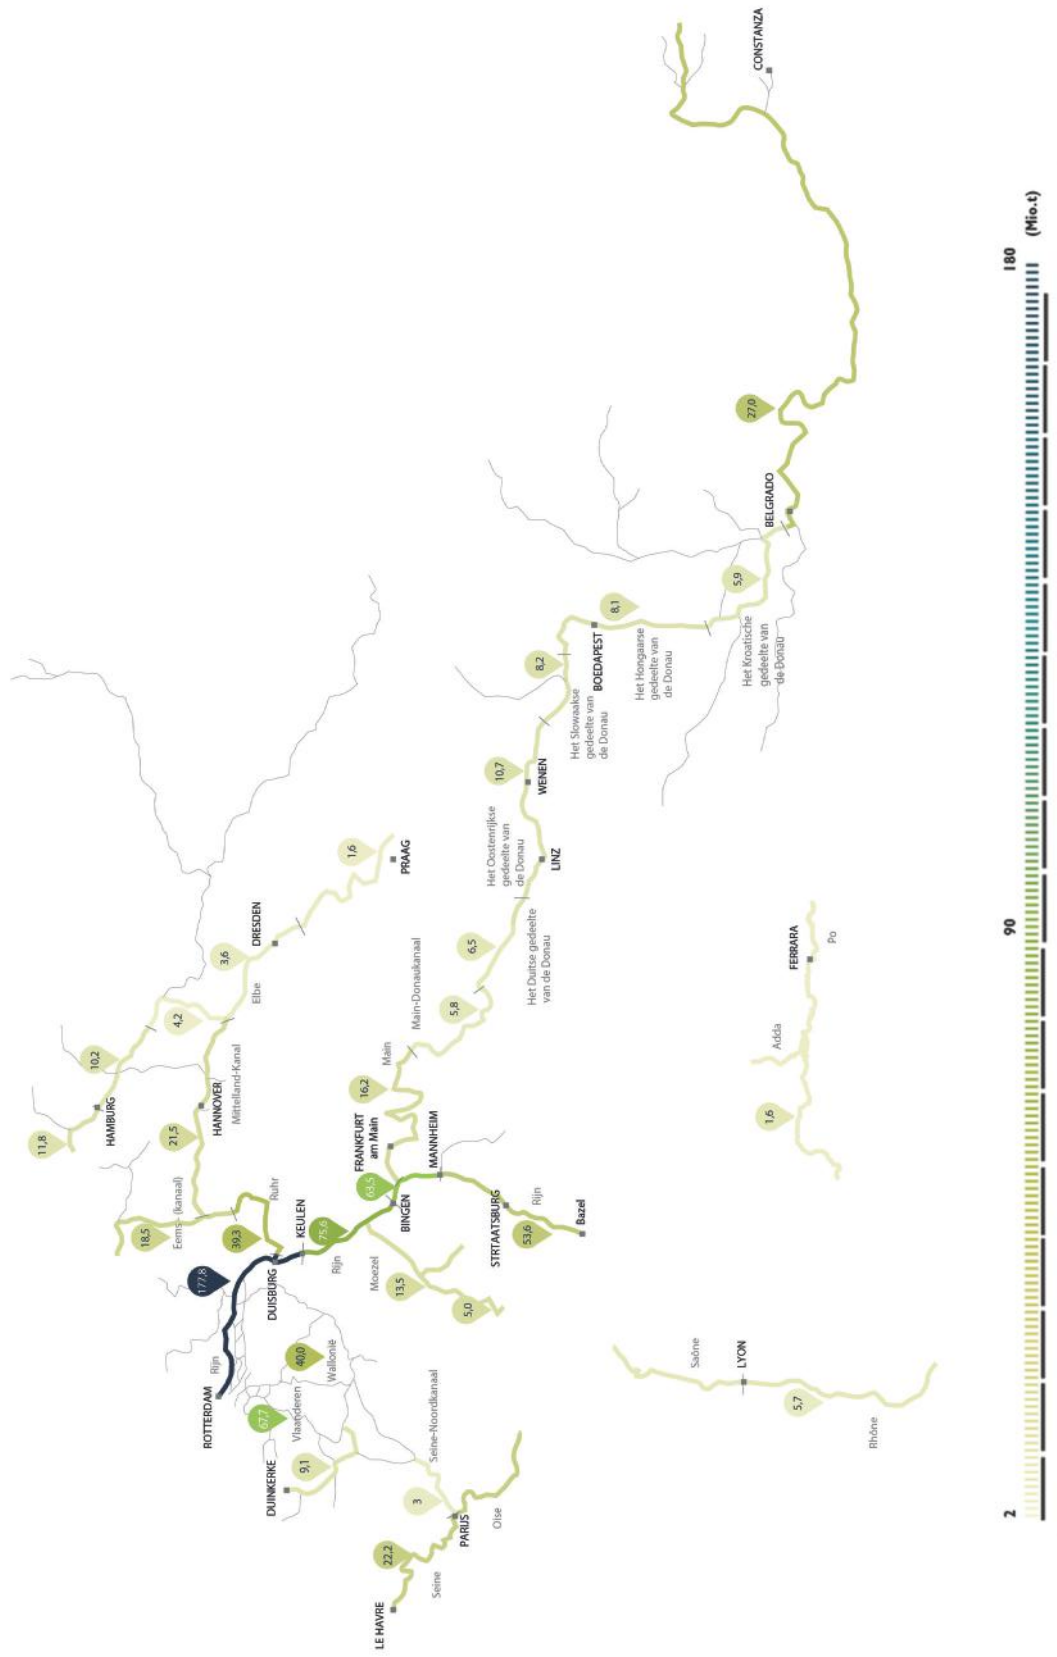 HAMBURG
11,8
10,2
4,2
3,6
Elbe
DRESDEN
1,6
PRAAG
18,5
Eems - (kanaal)
21,5
HANNOVER
Mittelland-Kanal
39,3
Ruhr
177,8
ROTTERDAM
Rijn
DUISBURG
KEULEN
75,6
Rijn
40,0
Wallonië
67,7
Vlaanderen
DUINKERKE
9,1
Seine-Noordkanaal
3
PARIJS
Oise
22,2
Seine
LE HAVRE
Moezel
13,5
5,0
63,5
BINGEN
FRANKFURT
am Main
MANNHEIM
16,2
Main
Main-Donaukanaal
5,8
6,5
Het Duitse gedeelte
van de Donau
STRTAATSBURG
53,6
Rijn
Bazel
Het Oostenrijkse
gedeelte van
de Donau
LINZ
10,7
WENEN
Het Slowaakse
gedeelte van
de Donau
8,2
BOEDAPEST
8,1
Het Hongaarse
gedeelte van
de Donau
5,9
Het Kroatische
gedeelte van
de Donau
BELGRADO
27,0
CONSTANZA
Saône
LYON
5,7
Rhône
1,6
Adda
FERRARA
Po
2
90
180
(Mio.t)